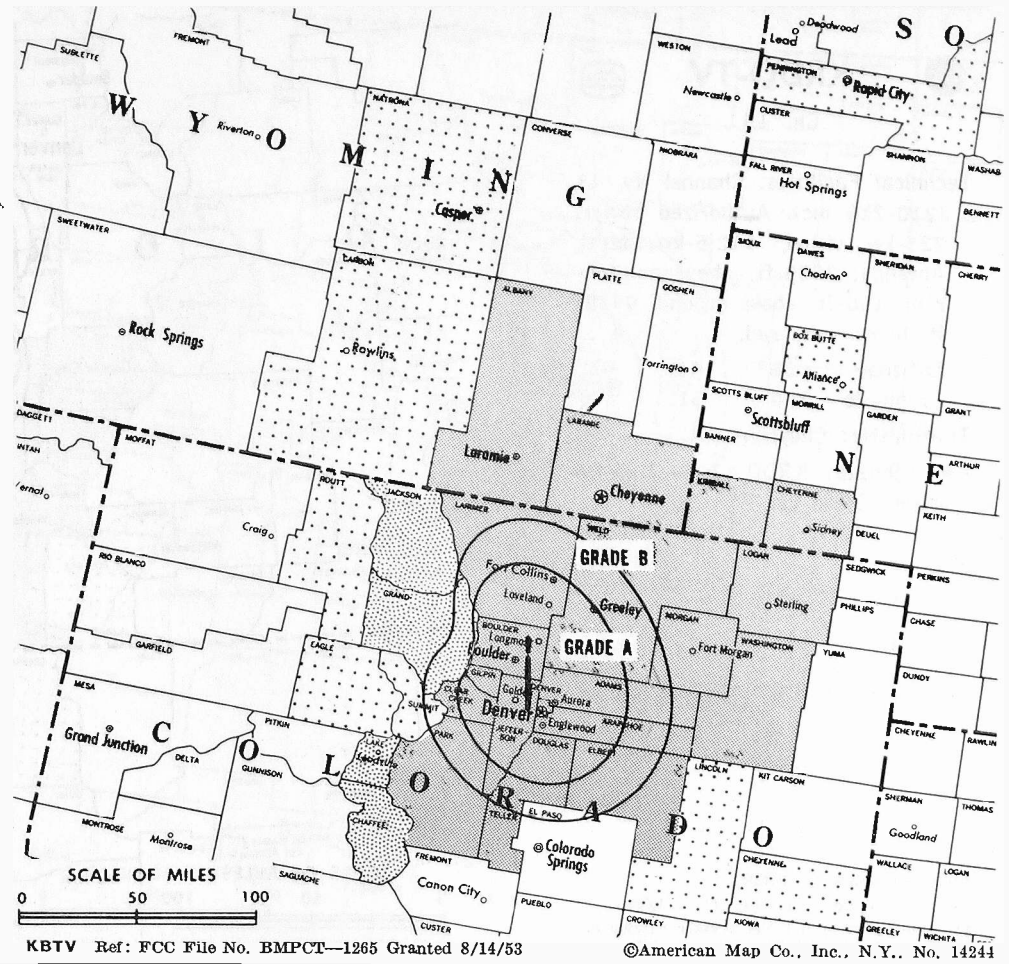 SUBLETTE
FREMONT
WESTON
Deadwood
Lead
S O
PENNINGTON
Rapid City
NATRONA
Newcastle
CUSTER
W Y O M I N G
Riverton
CONVERSE
NIOBRARA
FALL RIVER
SHANNON
WASHAB
Hot Springs
BENNETT
Casper
SWEETWATER
SIOUX
DAWES
CARBON
SHERIDAN
CHERRY
Chadron
ALBANY
PLATTE
GOSHEN
Rock Springs
Rawlins
BOX BUTTE
Torrington
Alliance
SCOTTS BLUFF
MORRILL
GARDEN
GRANT
DAGGETT
LARAMIE
Scottsbluff
MOFFAT
BANNER
INTAH
Laramie
N E
ARTHUR
ROUTT
JACKSON
KIMBALL
CHEYENNE
Cheyenne
LARIMER
KEITH
Craig
WELD
Sidney
DEUEL
RIO BLANCO
GRADE B
LOGAN
SEDGWICK
PERKINS
Fort Collins
GRAND
Loveland
Greeley
Sterling
PHILLIPS
MORGAN
CHASE
BOULDER
Longmont
GRADE A
Fort Morgan
WASHINGTON
YUMA
GARFIELD
EAGLE
Boulder
DUNDY
MESA
GILPIN
Golden
DENVER
ADAMS
CLEAR CREEK
Aurora
SUMMIT
Denver
Englewood
ARAPAHOE
PITKIN
PARK
JEFFERSON
DOUGLAS
ELBERT
CHEYENNE
RAWLIN
Grand Junction
C O L O R A D O
LAKE
Leadville
DELTA
GUNNISON
LINCOLN
KIT CARSON
SHERMAN
THOMAS
MONTROSE
Montrose
CHAFFEE
TELLER
EL PASO
Goodland
Colorado Springs
FREMONT
CHEYENNE
WALLACE
LOGAN
SCALE OF MILES
SAGUACHE
Canon City
0 50 100
PUEBLO
CUSTER
CROWLEY
KIOWA
GREELEY
WICHITA
KBTV Ref: FCC File No. BMPCT—1265 Granted 8/14/53
©American Map Co., Inc., N.Y., No. 14244